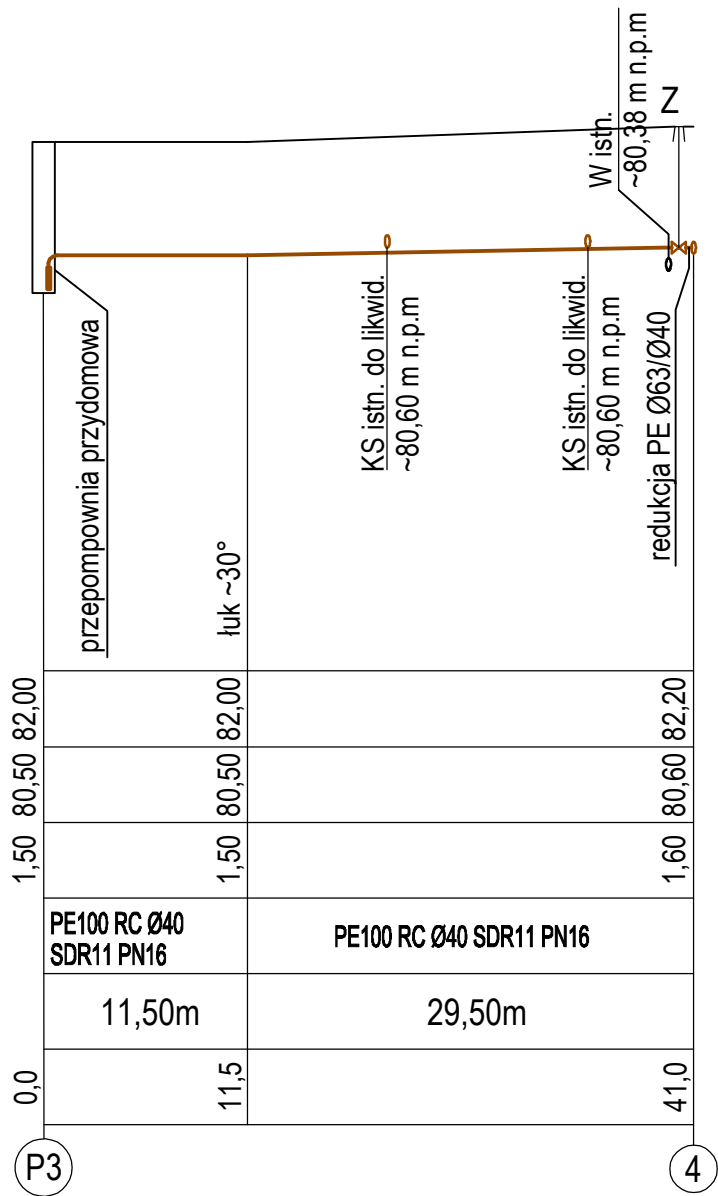 W istn.
~80,38 m n.p.m
Z
przepompownia przydomowa
łuk ~30°
KS istn. do likwid.
~80,60 m n.p.m
KS istn. do likwid.
~80,60 m n.p.m
redukcja PE Ø63/Ø40
82,00
82,00
82,20
80,50
80,50
80,60
1,50
1,50
1,60
PE100 RC Ø40
SDR11 PN16
PE100 RC Ø40 SDR11 PN16
11,50m
29,50m
0,0
11,5
41,0
P3
4